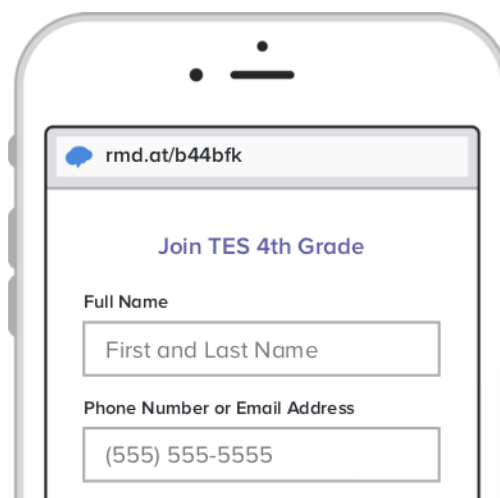 rmd.at/b44bfk
Join TES 4th Grade
Full Name
First and Last Name
Phone Number or Email Address
(555) 555-5555